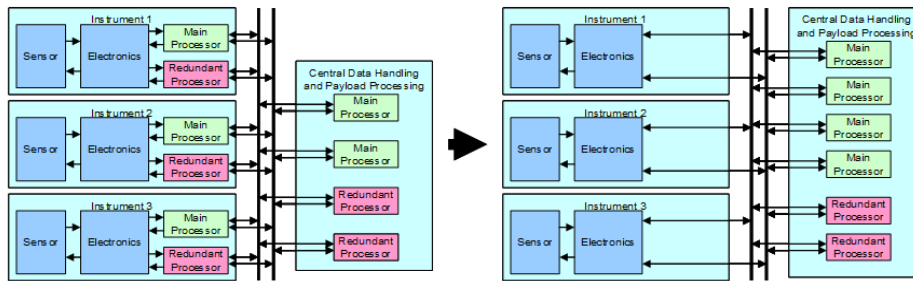 Instrument 1
Sensor
Electronics
Main
Processor
Redundant
Processor
Instrument 2
Sensor
Electronics
Main
Processor
Redundant
Processor
Instrument 3
Sensor
Electronics
Main
Processor
Redundant
Processor
Central Data Handling
and Payload Processing
Main
Processor
Main
Processor
Redundant
Processor
Redundant
Processor
Instrument 1
Sensor
Electronics
Instrument 2
Sensor
Electronics
Instrument 3
Sensor
Electronics
Central Data Handling
and Payload Processing
Main
Processor
Main
Processor
Main
Processor
Main
Processor
Redundant
Processor
Redundant
Processor